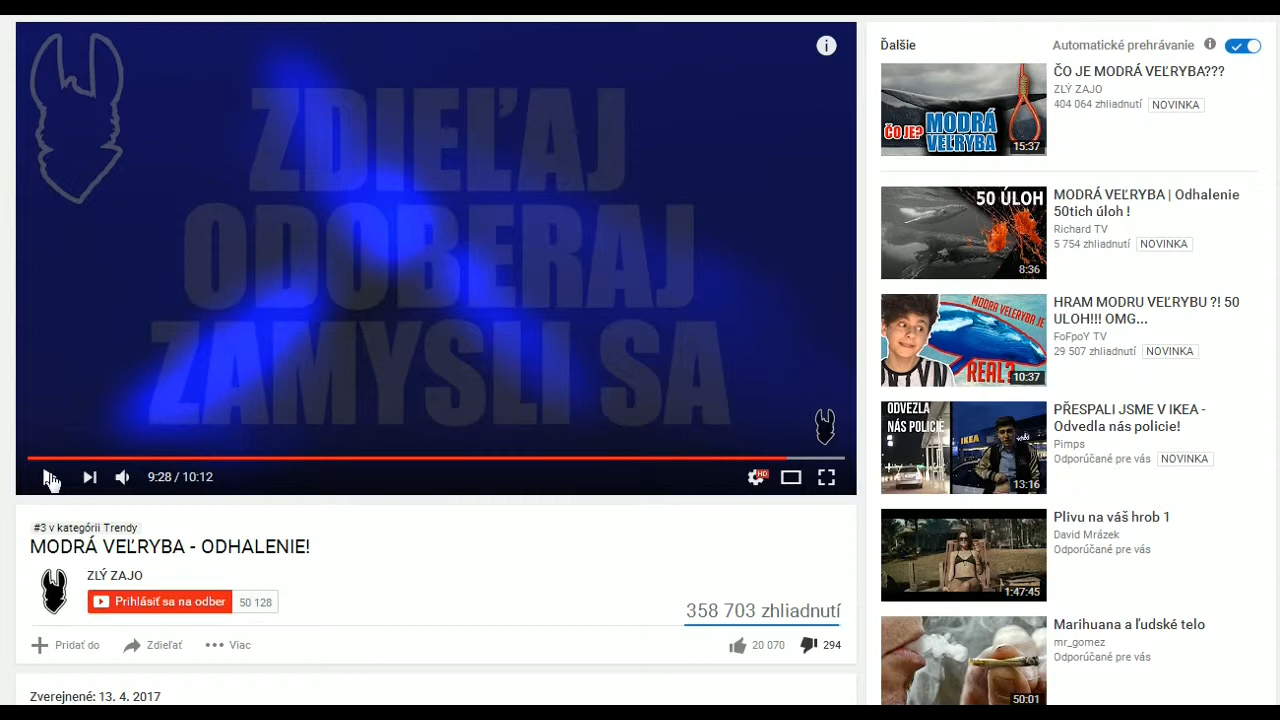 ZDIEĽAJ
ODOBERAJ
ZAMYSLI SA
9:28 / 10:12
HD
#3 v kategórii Trendy
MODRÁ VEĽRYBA - ODHALENIE!
ZLÝ ZAJO
Prihlásiť sa na odber 50 128
358 703 zhliadnutí
Pridať do Zdieľať Viac
20 070 294
Zverejnené: 13. 4. 2017
Ďalšie
Automatické prehrávanie
ČO JE? MODRÁ
VEĽRYBA
15:37
ČO JE MODRÁ VEĽRYBA???
ZLÝ ZAJO
404 064 zhliadnutí NOVINKA
50 ÚLOH
8:36
MODRÁ VEĽRYBA | Odhalenie
50tich úloh !
Richard TV
5 754 zhliadnutí NOVINKA
MODRA VELERYBA JE
REAL?
10:37
HRAM MODRU VEĽRYBU ?! 50
ULOH!!! OMG...
FoFpoY TV
29 507 zhliadnutí NOVINKA
ODVEZLA
NÁS POLICIE
IKEA
13:16
PŘESPALI JSME V IKEA -
Odvedla nás policie!
Pimps
Odporúčané pre vás NOVINKA
1:47:45
Plivu na váš hrob 1
David Mrázek
Odporúčané pre vás
50:01
Marihuana a ľudské telo
mr_gomez
Odporúčané pre vás